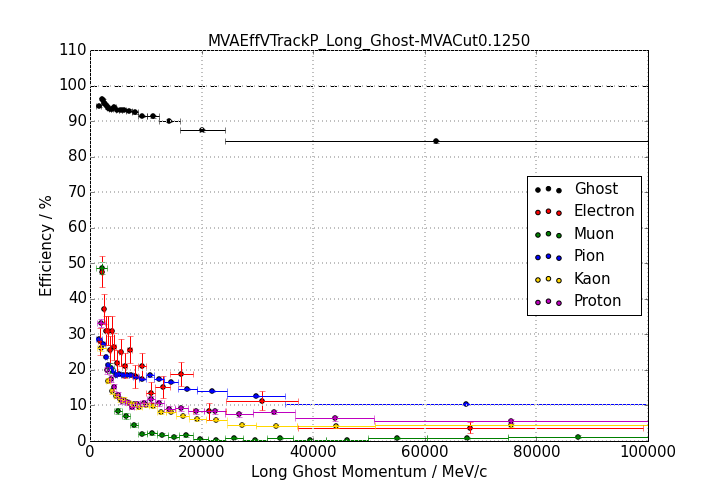 MVAEffVTrackP_Long_Ghost-MVACut0.1250
110
100
90
80
70
60
50
40
30
20
10
0
Efficiency / %
Ghost
Electron
Muon
Pion
Kaon
Proton
0 20000 40000 60000 80000 100000
Long Ghost Momentum / MeV/c